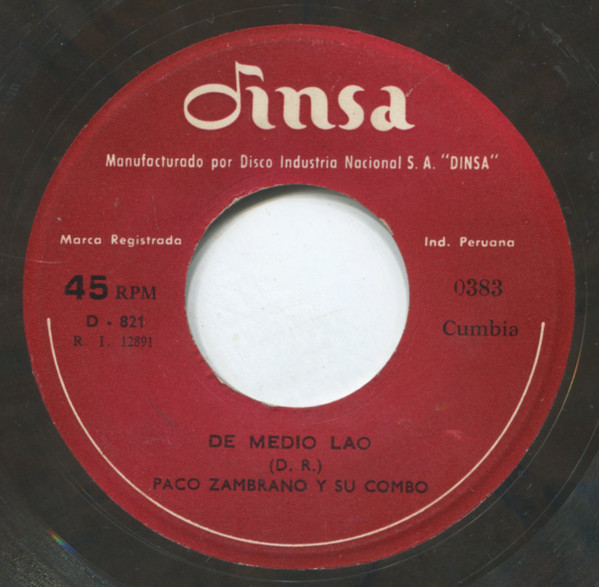 dinsa
Manufacturado por Disco Industria Nacional S. A. "DINSA"
Marca Registrada
Ind. Peruana
45 RPM
0383
D - 821
Cumbia
R. I. 12891
DE MEDIO LAO
(D. R.)
PACO ZAMBRANO Y SU COMBO